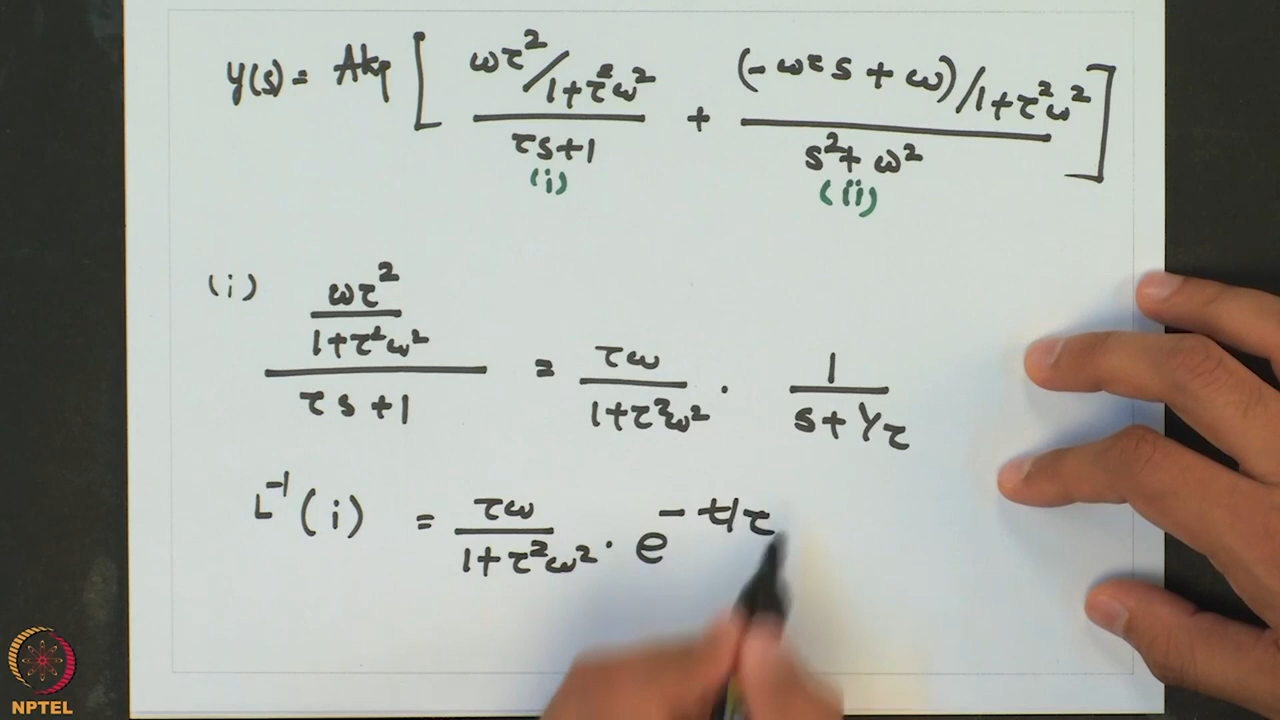 y(s) = Akp [ ωτ²/1+τ²ω² / τs+1 + (-ωτs + ω)/1+τ²ω² / s²+ω² ]
(i) (ii)
(i) ωτ²/1+τ²ω² / τs+1 = τω/1+τ²ω² · 1/s+1/τ
L⁻¹(i) = τω/1+τ²ω² · e^-t/τ
NPTEL